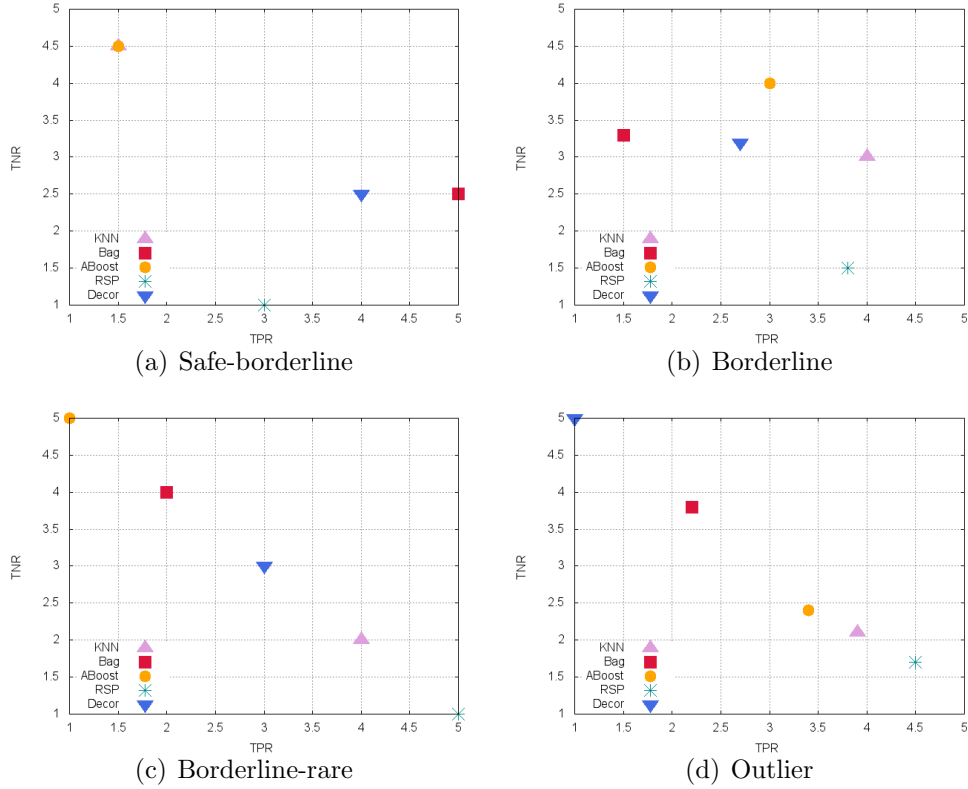 5
4.5
4
3.5
3
2.5
2
1.5
1
TNR
KNN
Bag
ABoost
RSP
Decor
1 1.5 2 2.5 3 3.5 4 4.5 5
TPR
(a) Safe-borderline
5
4.5
4
3.5
3
2.5
2
1.5
1
TNR
KNN
Bag
ABoost
RSP
Decor
1 1.5 2 2.5 3 3.5 4 4.5 5
TPR
(b) Borderline
5
4.5
4
3.5
3
2.5
2
1.5
1
TNR
KNN
Bag
ABoost
RSP
Decor
1 1.5 2 2.5 3 3.5 4 4.5 5
TPR
(c) Borderline-rare
5
4.5
4
3.5
3
2.5
2
1.5
1
TNR
KNN
Bag
ABoost
RSP
Decor
1 1.5 2 2.5 3 3.5 4 4.5 5
TPR
(d) Outlier